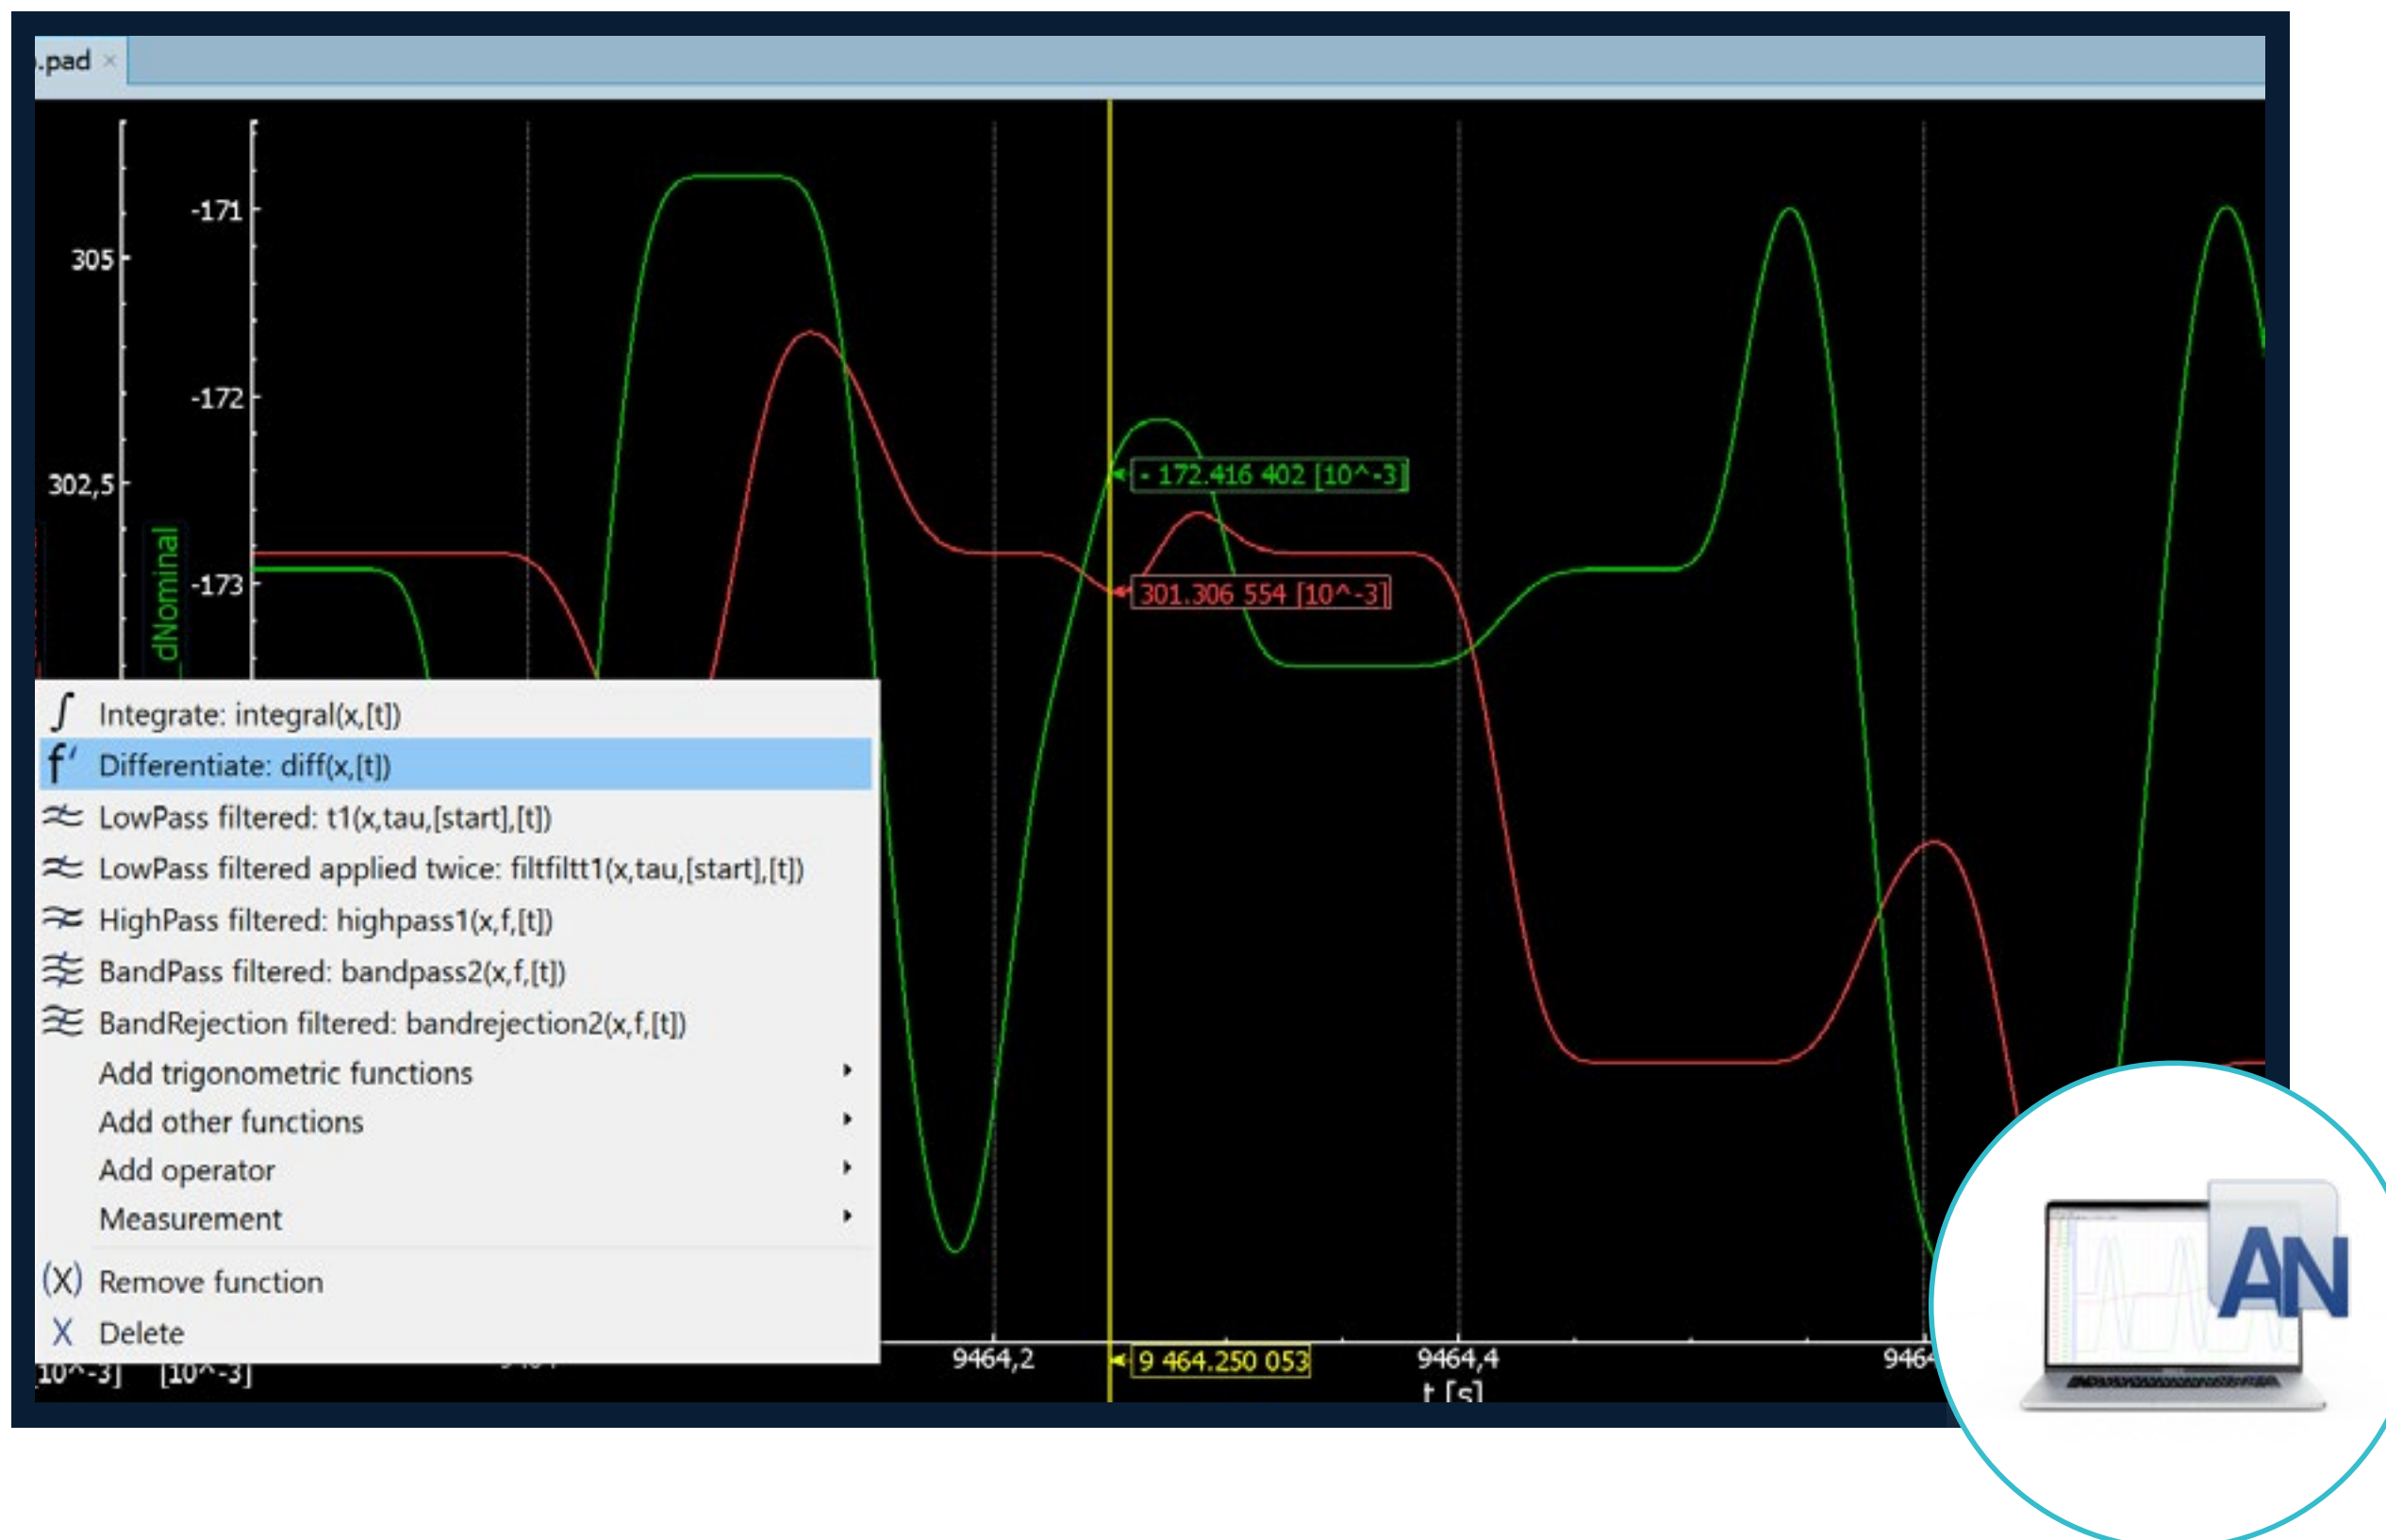 .pad ×
-171
305
-172
302,5
- 172.416 402 [10^-3]
_dNominal
-173
301.306 554 [10^-3]
∫ Integrate: integral(x,[t])
f′ Differentiate: diff(x,[t])
LowPass filtered: t1(x,tau,[start],[t])
LowPass filtered applied twice: filtfiltt1(x,tau,[start],[t])
HighPass filtered: highpass1(x,f,[t])
BandPass filtered: bandpass2(x,f,[t])
BandRejection filtered: bandrejection2(x,f,[t])
Add trigonometric functions
Add other functions
Add operator
Measurement
(X) Remove function
X Delete
[10^-3] [10^-3]
9464,2
9 464.250 053
9464,4
9464
t [s]
AN